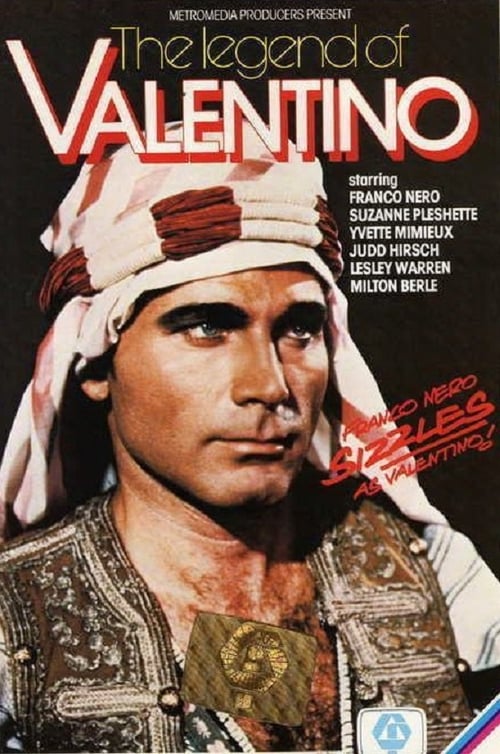 METROMEDIA PRODUCERS PRESENT
The legend of
VALENTINO
starring
FRANCO NERO
SUZANNE PLESHETTE
YVETTE MIMIEUX
JUDD HIRSCH
LESLEY WARREN
MILTON BERLE
FRANCO NERO
SIZZLES
AS VALENTINO!